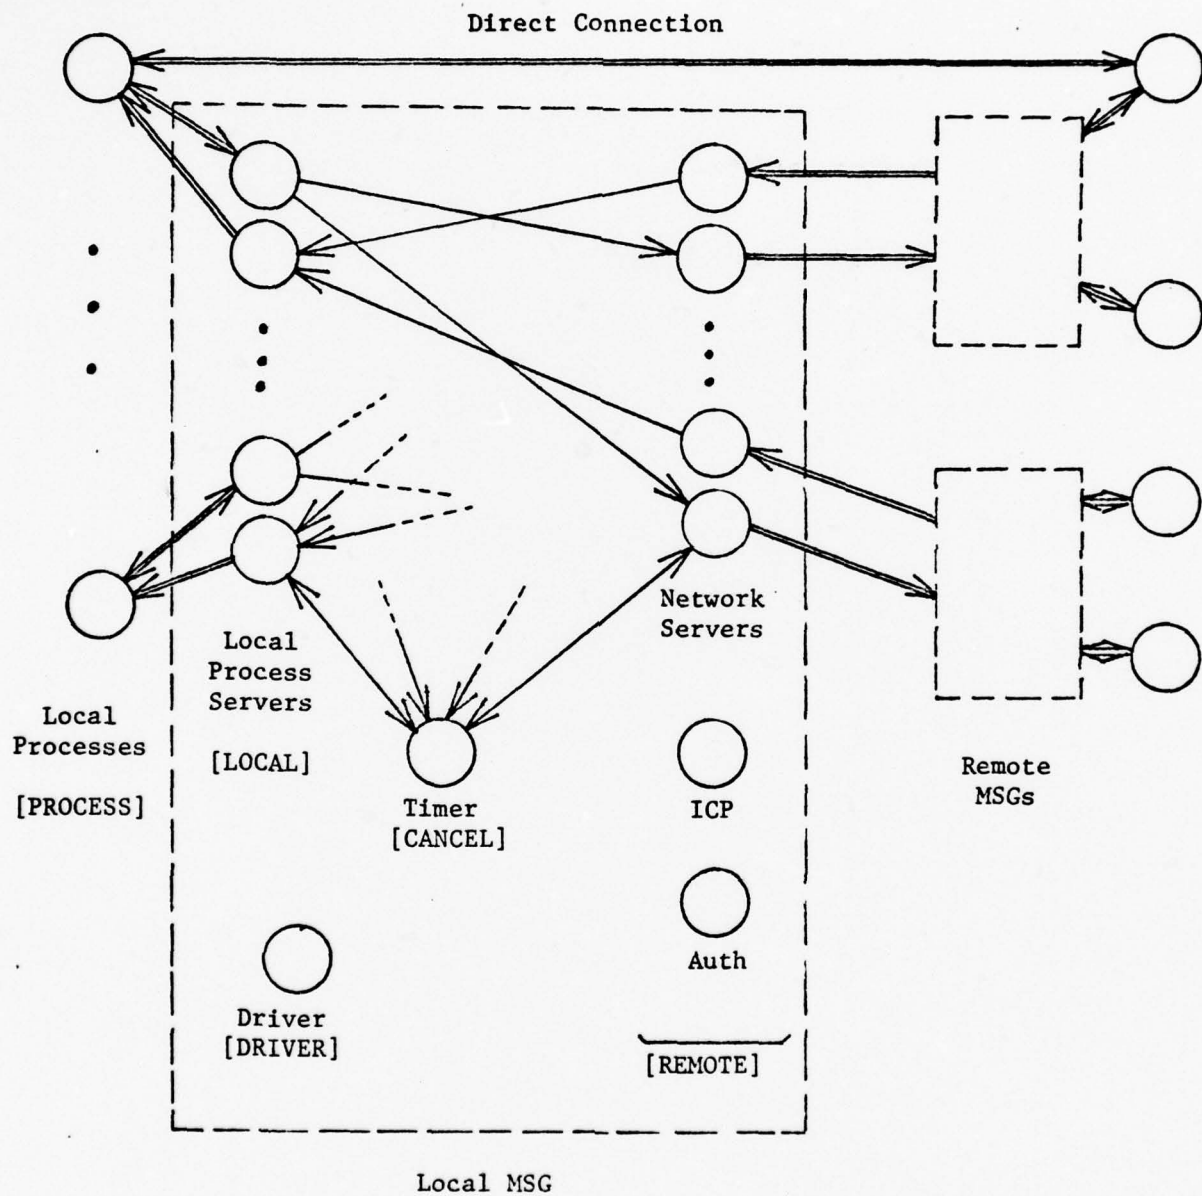 Direct Connection
Network
Servers
Local
Process
Servers
[LOCAL]
Local
Processes
[PROCESS]
Timer
[CANCEL]
ICP
Remote
MSGs
Auth
Driver
[DRIVER]
[REMOTE]
Local MSG